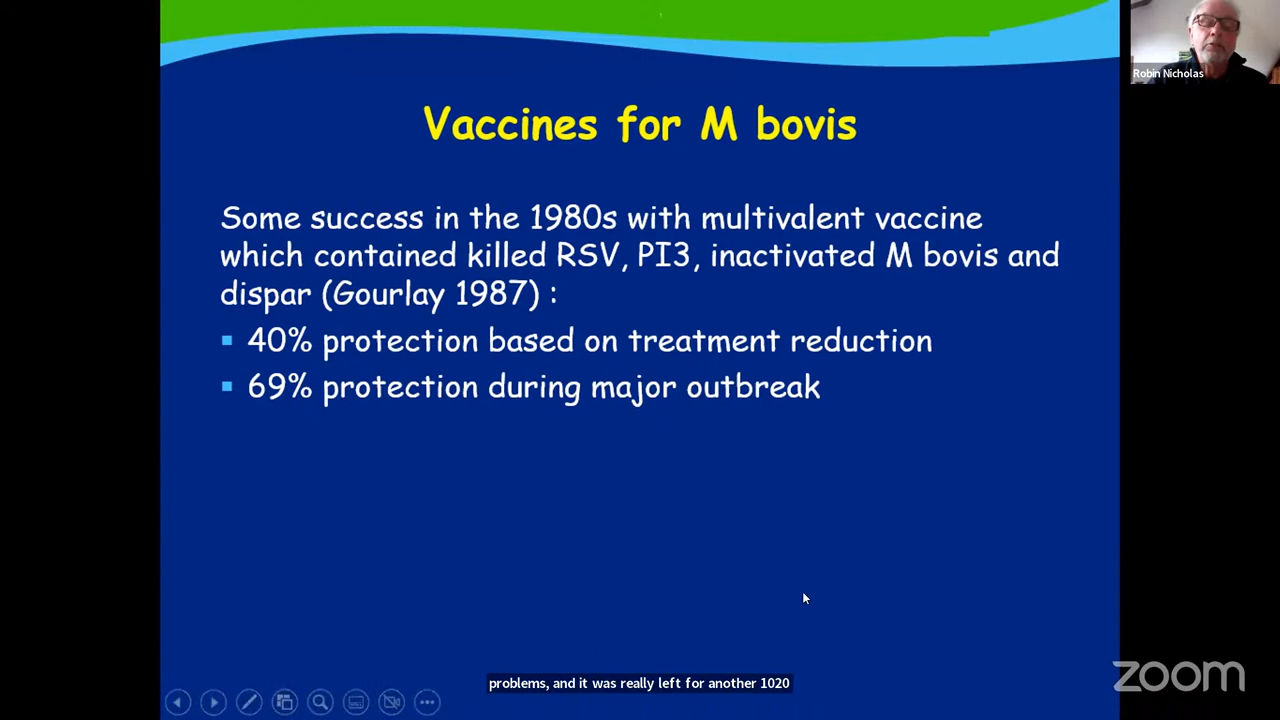 Robin Nicholas
Vaccines for M bovis
Some success in the 1980s with multivalent vaccine
which contained killed RSV, PI3, inactivated M bovis and
dispar (Gourlay 1987) :
▪ 40% protection based on treatment reduction
▪ 69% protection during major outbreak
problems, and it was really left for another 1020
zoom